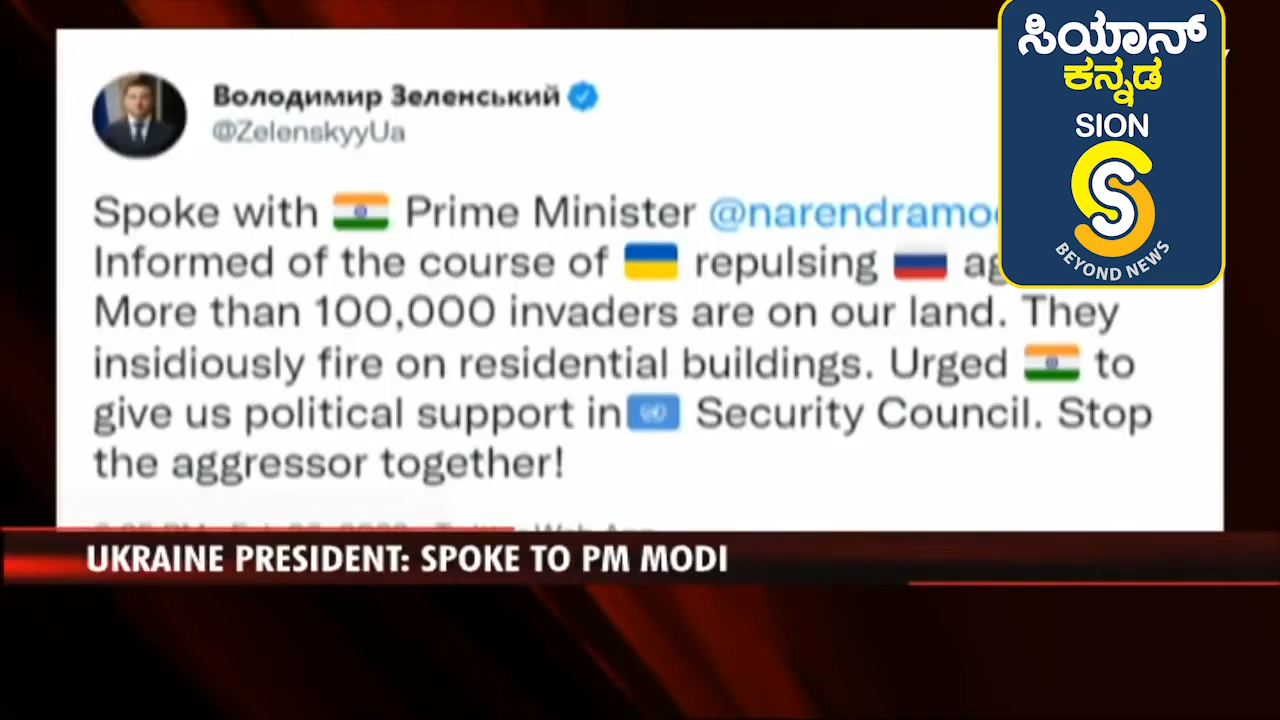 Володимир Зеленський
@ZelenskyyUa
Spoke with 🇮🇳 Prime Minister
Informed of the course of 🇺🇦 repulsing 🇷🇺
More than 100,000 invaders are on our land. They
insidiously fire on residential buildings. Urged 🇮🇳 to
give us political support in🇺🇳 Security Council. Stop
the aggressor together!
UKRAINE PRESIDENT: SPOKE TO PM MODI
ಸಿಯಾನ್
ಕನ್ನಡ
SION
S
BEYOND NEWS